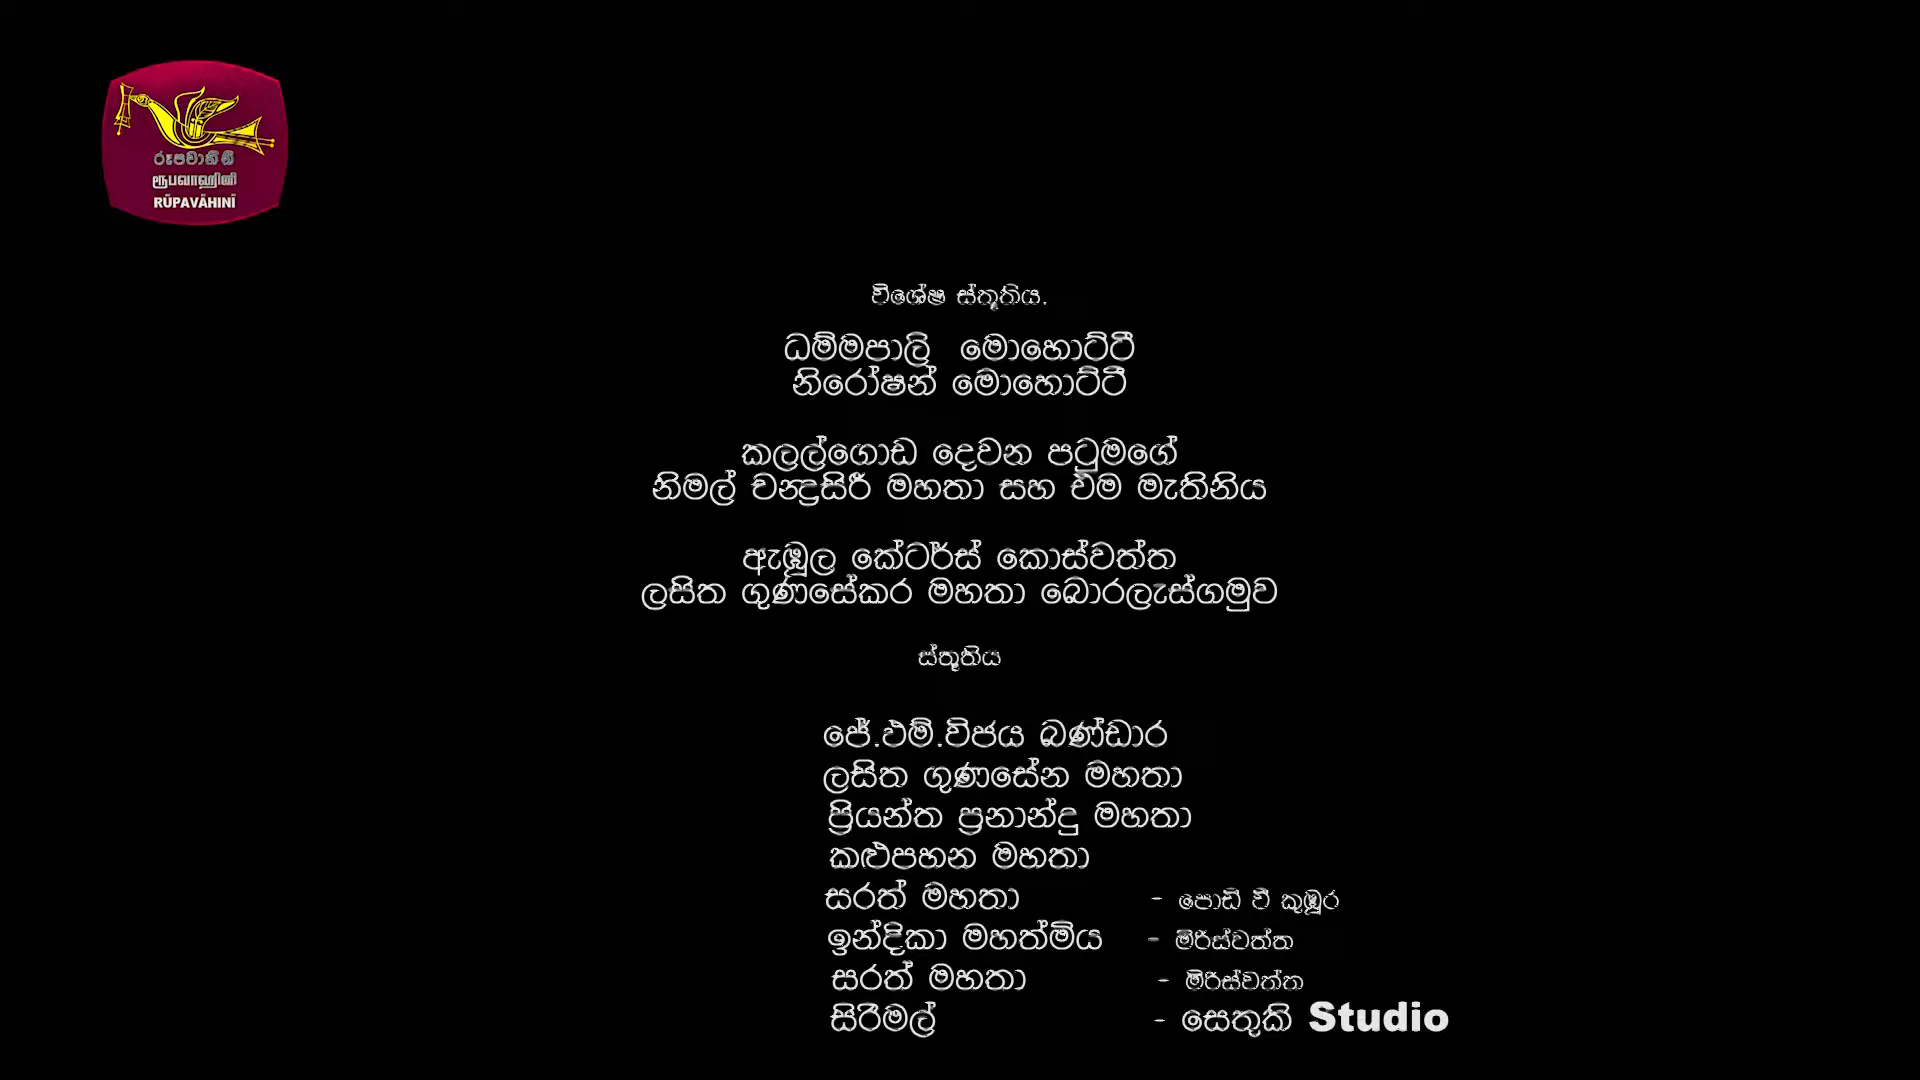 රූපවාහිනී
ரூபவாஹினி
RŪPAVĀHINĪ
විශේෂ ස්තූතිය.
ධම්මපාලි මොහොට්ටී
නිරෝෂන් මොහොට්ටී
කලල්ගොඩ දෙවන පටුමගේ
නිමල් චන්ද්‍රසිරී මහතා සහ එම මැතිනිය
ඇඹුල කේටර්ස් කොස්වත්ත
ලසිත ගුණසේකර මහතා බොරලැස්ගමුව
ස්තූතිය
ජේ.එම්.විජය බණ්ඩාර
ලසිත ගුණසේන මහතා
ප්‍රියන්ත ප්‍රනාන්දු මහතා
කළුපහන මහතා
සරත් මහතා - පොඩි වී කුඹුර
ඉන්දිකා මහත්මිය - මිරිස්වත්ත
සරත් මහතා - මිරිස්වත්ත
සිරිමල් - සෙතුකි Studio